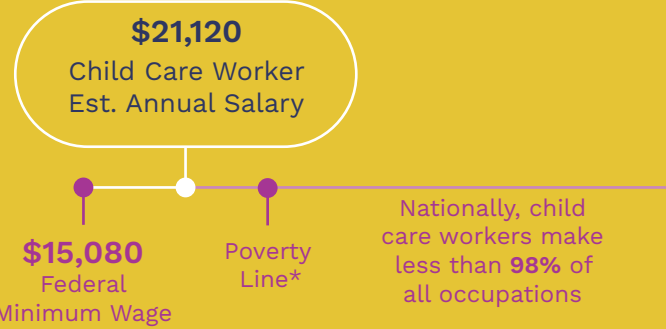 $21,120
Child Care Worker
Est. Annual Salary
$15,080
Federal
Minimum Wage
Poverty
Line*
Nationally, child
care workers make
less than 98% of
all occupations